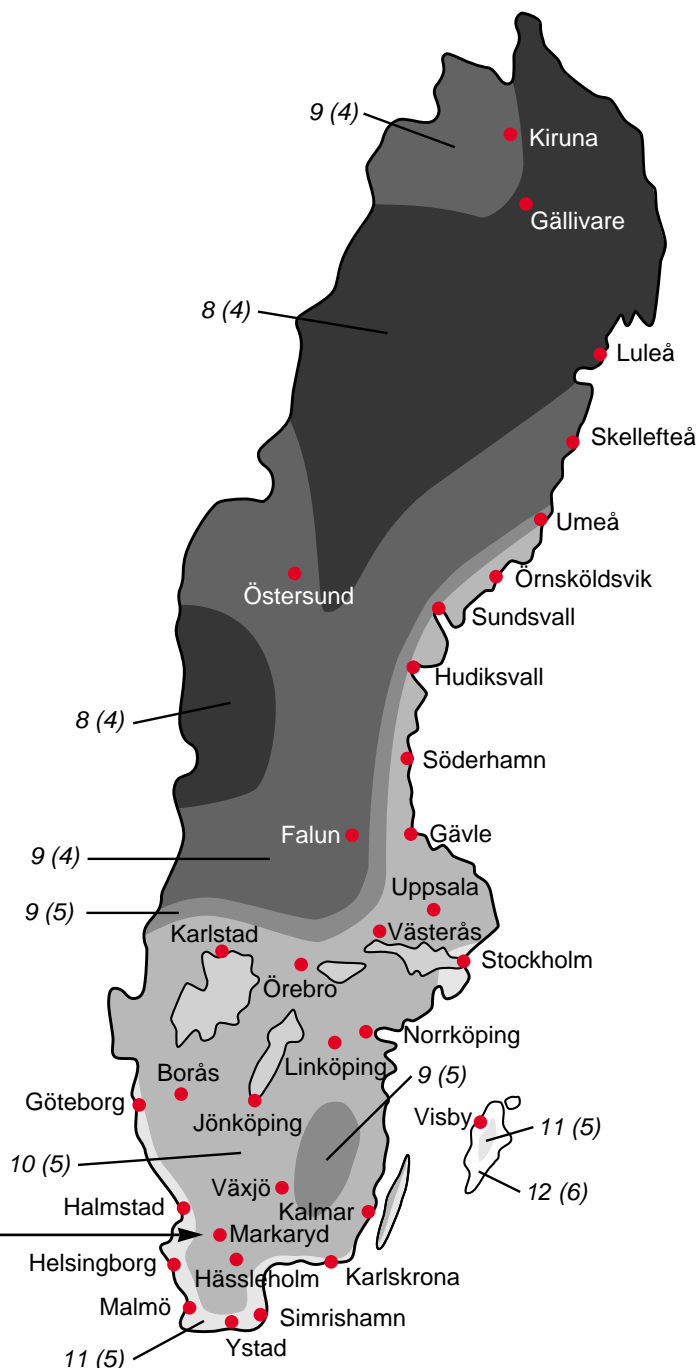 9 (4)
Kiruna
Gällivare
8 (4)
Luleå
Skellefteå
Umeå
Örnsköldsvik
Östersund
Sundsvall
Hudiksvall
8 (4)
Söderhamn
Falun
Gävle
9 (4)
Uppsala
9 (5)
Karlstad
Västerås
Stockholm
Örebro
Norrköping
Linköping
Borås
9 (5)
Göteborg
Jönköping
Visby
11 (5)
10 (5)
12 (6)
Växjö
Halmstad
Kalmar
Markaryd
Helsingborg
Hässleholm
Karlskrona
Malmö
Simrishamn
Ystad
11 (5)